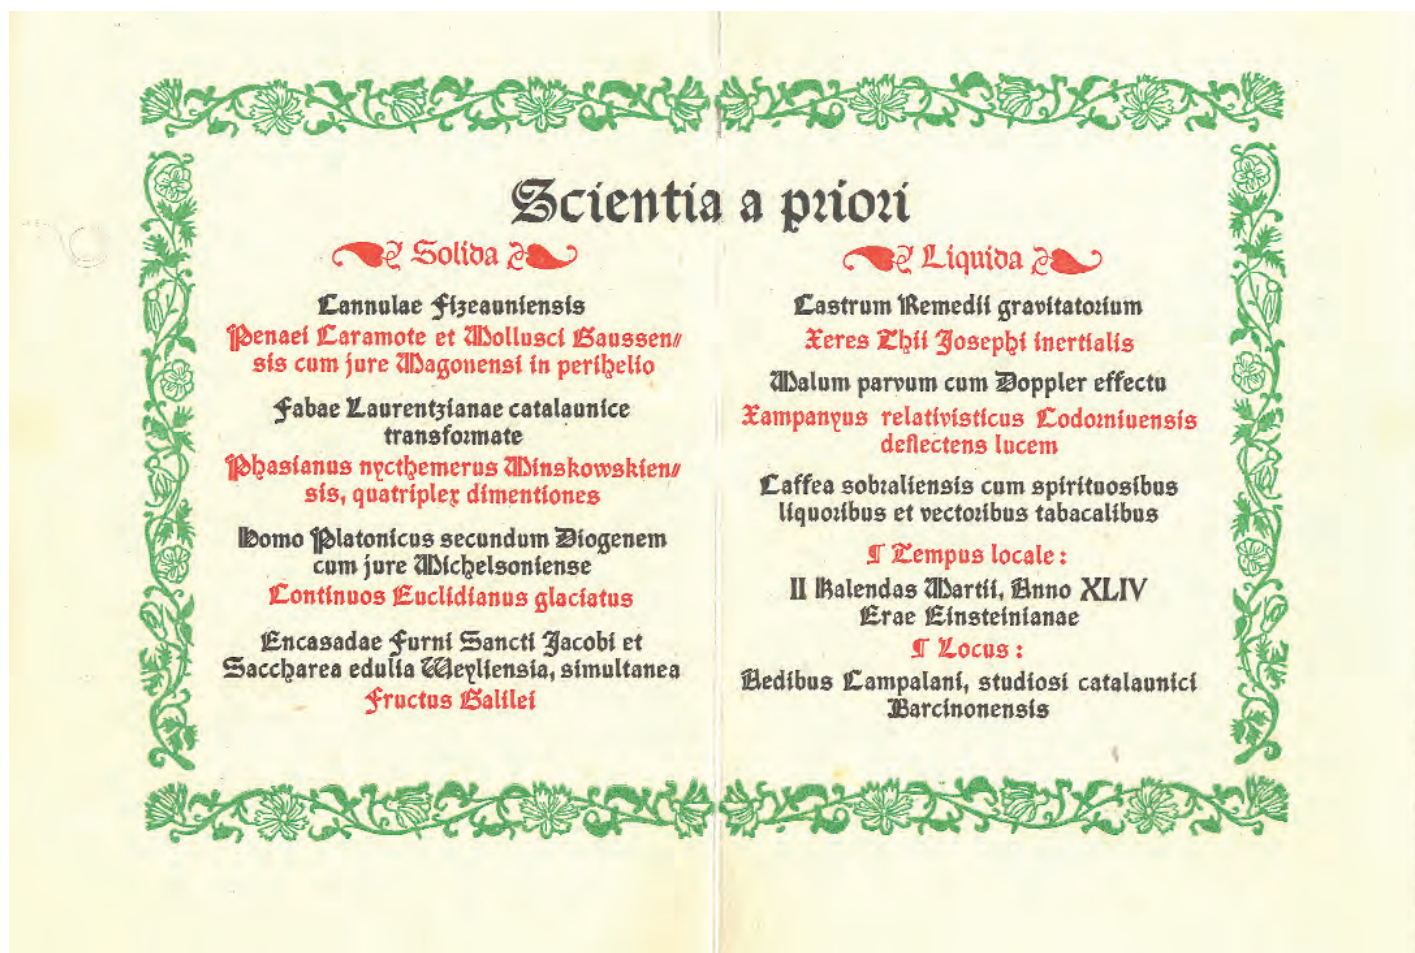 Scientia a priori
Solida
Cannulae Fizeauniensis
Penaei Caramote et Mollusci Gaussen//
sis cum jure Magonensi in perihelio
Fabae Laurentzianae catalaunice
transformate
Phasianus nycthemerus Minskowskien//
sis, quatriplex dimentiones
Homo Platonicus secundum Diogenem
cum jure Michelsoniense
Continuos Euclidianus glaciatus
Encasadae Furni Sancti Jacobi et
Saccharea edulia Weyliensia, simultanea
Fructus Galilei
Liquida
Castrum Remedii gravitatorium
Xeres Thii Josephi inertialis
Malum parvum cum Doppler effectu
Xampanyus relativisticus Codorniuensis
deflectens lucem
Caffea sobraliensis cum spirituosibus
liquoribus et vectoribus tabacalibus
¶ Tempus locale:
II Kalendas Martii, Anno XLIV
Erae Einsteinianae
¶ Locus:
Aedibus Campalani, studiosi catalaunici
Barcinonensis